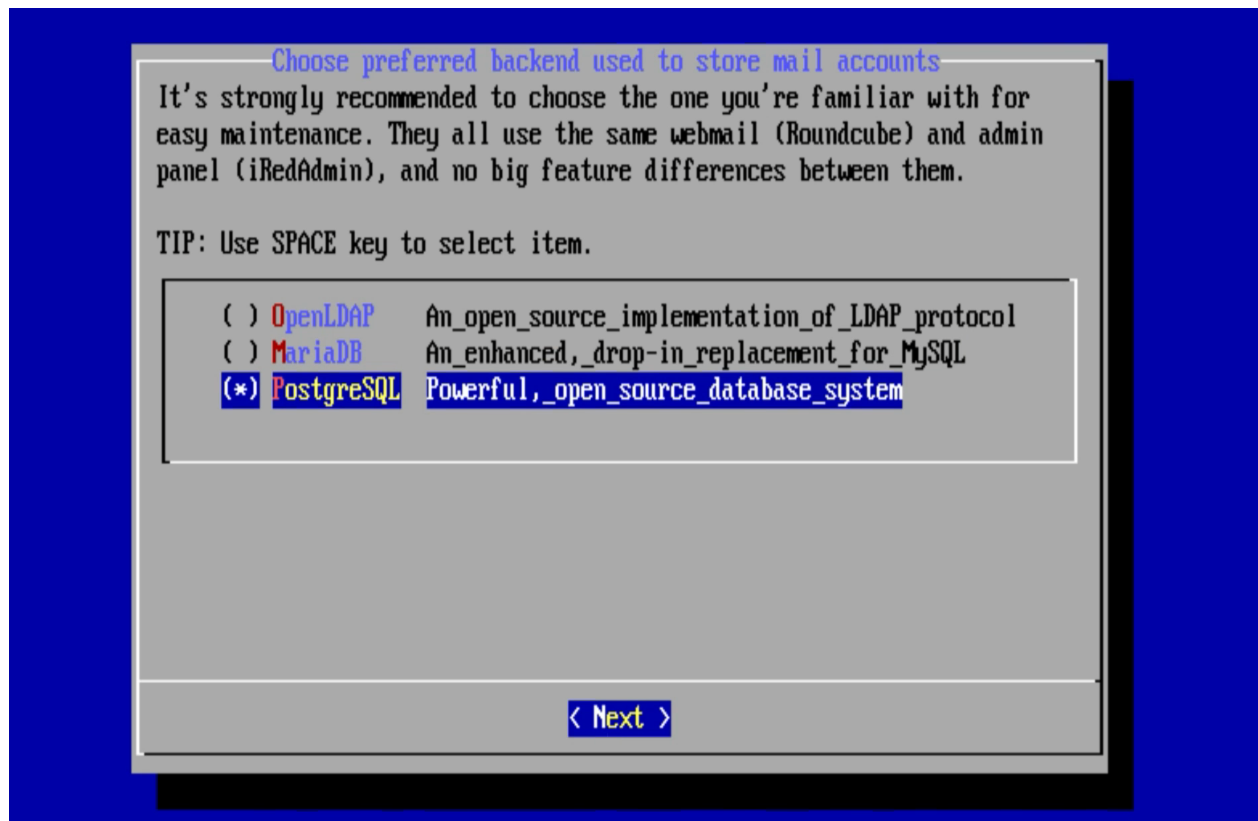 Choose preferred backend used to store mail accounts
It's strongly recommended to choose the one you're familiar with for
easy maintenance. They all use the same webmail (Roundcube) and admin
panel (iRedAdmin), and no big feature differences between them.
TIP: Use SPACE key to select item.
( ) OpenLDAP An_open_source_implementation_of_LDAP_protocol
( ) MariaDB An_enhanced,_drop-in_replacement_for_MySQL
(*) PostgreSQL Powerful,_open_source_database_system
< Next >